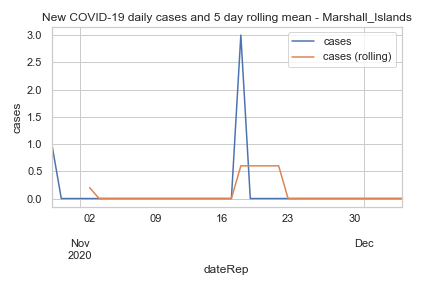 New COVID-19 daily cases and 5 day rolling mean - Marshall_Islands
cases
cases (rolling)
3.0
2.5
2.0
1.5
1.0
0.5
0.0
cases
02 09 16 23 30
Nov Dec
2020
dateRep